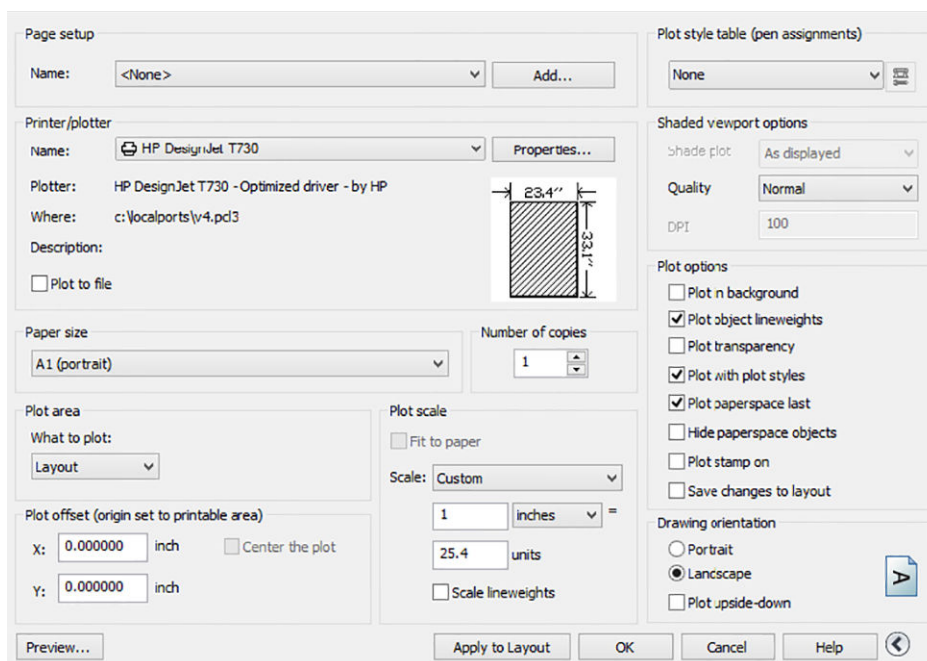 Page setup
Name:
<None>
Add...
Printer/plotter
Name:
HP DesignJet T730
Properties...
Plotter:
HP DesignJet T730 - Optimized driver - by HP
Where:
c:\localports\v4.pcl3
Description:
Plot to file
23.4″
33.1″
Paper size
A1 (portrait)
Number of copies
1
Plot area
What to plot:
Layout
Plot offset (origin set to printable area)
X:
0.000000
inch
Center the plot
Y:
0.000000
inch
Plot scale
Fit to paper
Scale:
Custom
1
inches
=
25.4
units
Scale lineweights
Plot style table (pen assignments)
None
Shaded viewport options
Shade plot
As displayed
Quality
Normal
DPI
100
Plot options
Plot in background
Plot object lineweights
Plot transparency
Plot with plot styles
Plot paperspace last
Hide paperspace objects
Plot stamp on
Save changes to layout
Drawing orientation
Portrait
Landscape
Plot upside-down
A
Preview...
Apply to Layout
OK
Cancel
Help